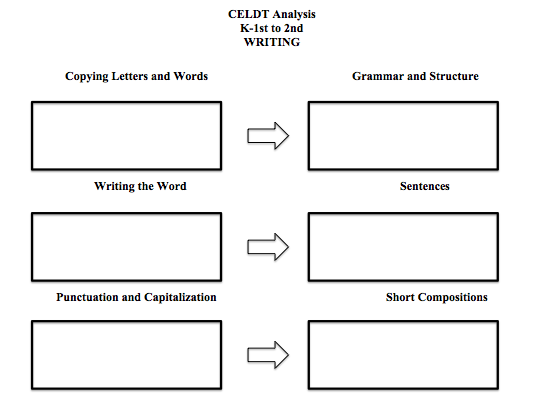 CELDT Analysis
K-1st to 2nd
WRITING
Copying Letters and Words
Grammar and Structure
Writing the Word
Sentences
Punctuation and Capitalization
Short Compositions